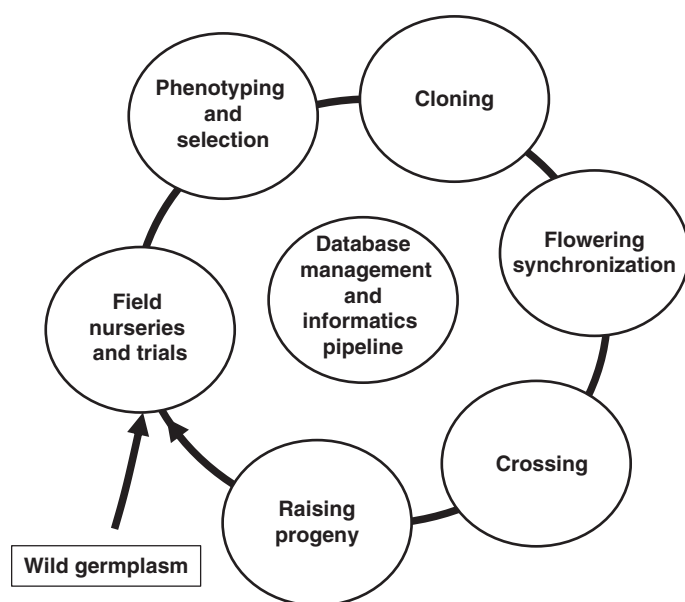 Phenotyping
and
selection
Cloning
Flowering
synchronization
Database
management
and
informatics
pipeline
Field
nurseries
and trials
Crossing
Raising
progeny
Wild germplasm